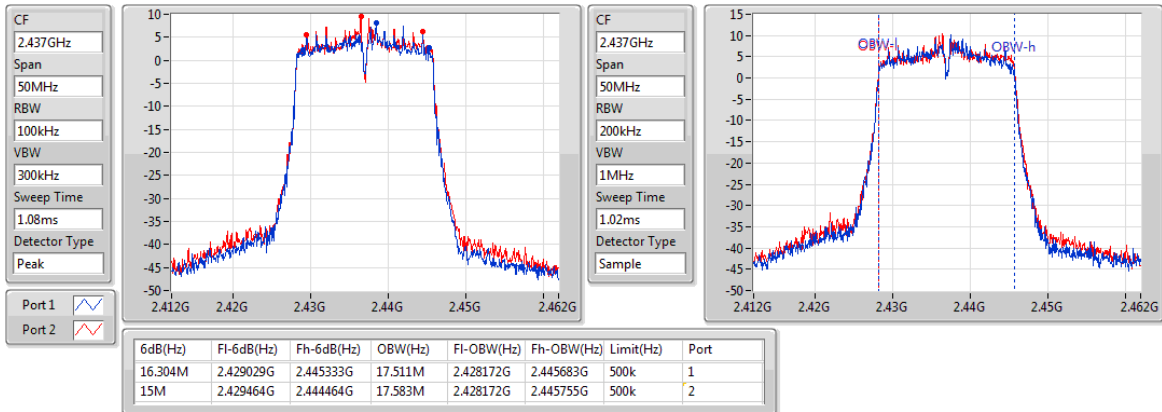 CF
2.437GHz
Span
50MHz
RBW
100kHz
VBW
300kHz
Sweep Time
1.08ms
Detector Type
Peak
Port 1
Port 2
10
5
0
-5
-10
-15
-20
-25
-30
-35
-40
-45
-50
2.412G 2.42G 2.43G 2.44G 2.45G 2.462G
CF
2.437GHz
Span
50MHz
RBW
200kHz
VBW
1MHz
Sweep Time
1.02ms
Detector Type
Sample
15
10
5
0
-5
-10
-15
-20
-25
-30
-35
-40
-45
-50
OBW-l OBW-h
2.412G 2.42G 2.43G 2.44G 2.45G 2.462G
6dB(Hz) Fl-6dB(Hz) Fh-6dB(Hz) OBW(Hz) Fl-OBW(Hz) Fh-OBW(Hz) Limit(Hz) Port
16.304M 2.429029G 2.445333G 17.511M 2.428172G 2.445683G 500k 1
15M 2.429464G 2.444464G 17.583M 2.428172G 2.445755G 500k 2